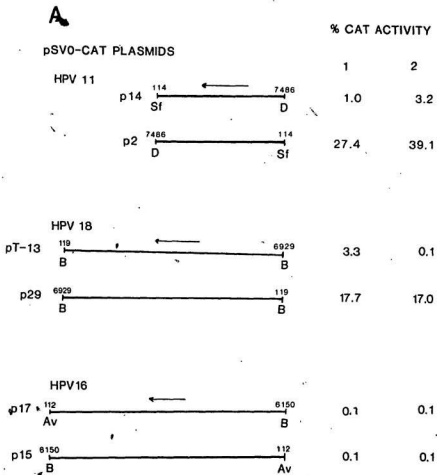 A
% CAT ACTIVITY
pSV0-CAT PLASMIDS
1 2
HPV 11
114 7486
p14 1.0 3.2
Sf D
7486 114
p2 27.4 39.1
D Sf
HPV 18
119 6929
pT-13 3.3 0.1
B B
6929 119
p29 17.7 17.0
B B
HPV16
112 6150
p17 0.1 0.1
Av B
6150 112
p15 0.1 0.1
B Av